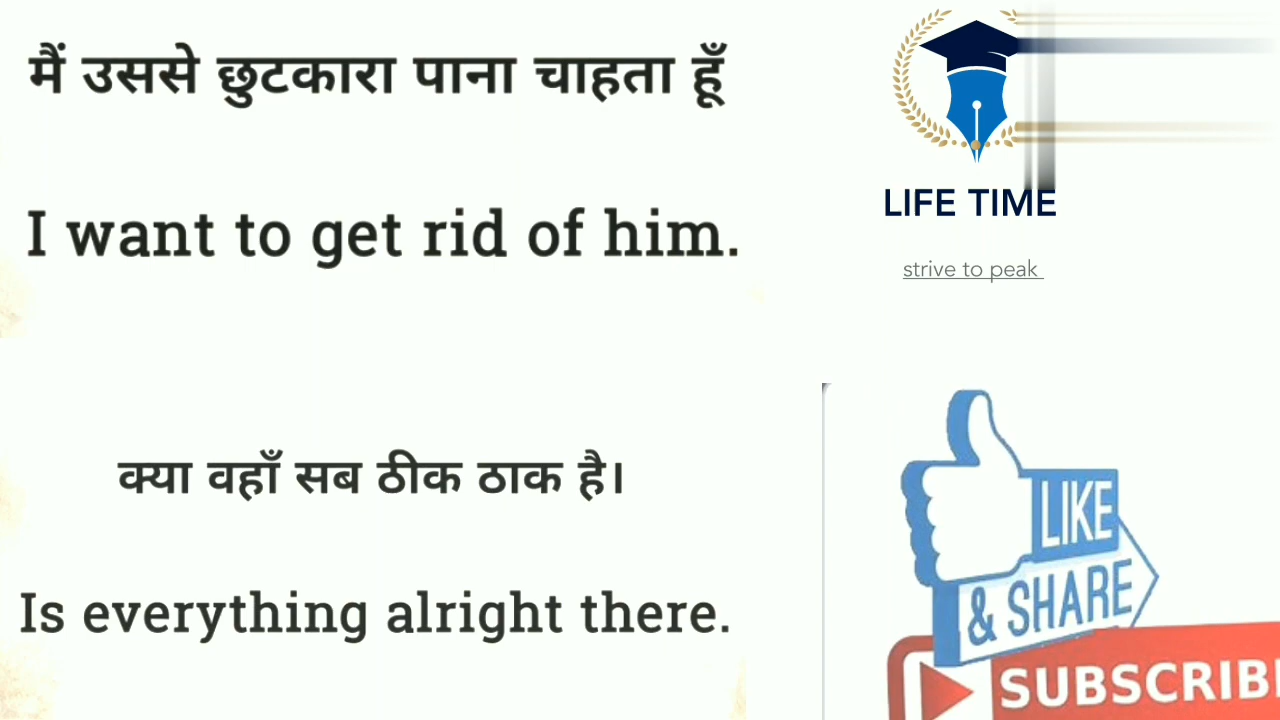 मैं उससे छुटकारा पाना चाहता हूँ
I want to get rid of him.
क्या वहाँ सब ठीक ठाक है।
Is everything alright there.
LIFE TIME
strive to peak
LIKE
& SHARE